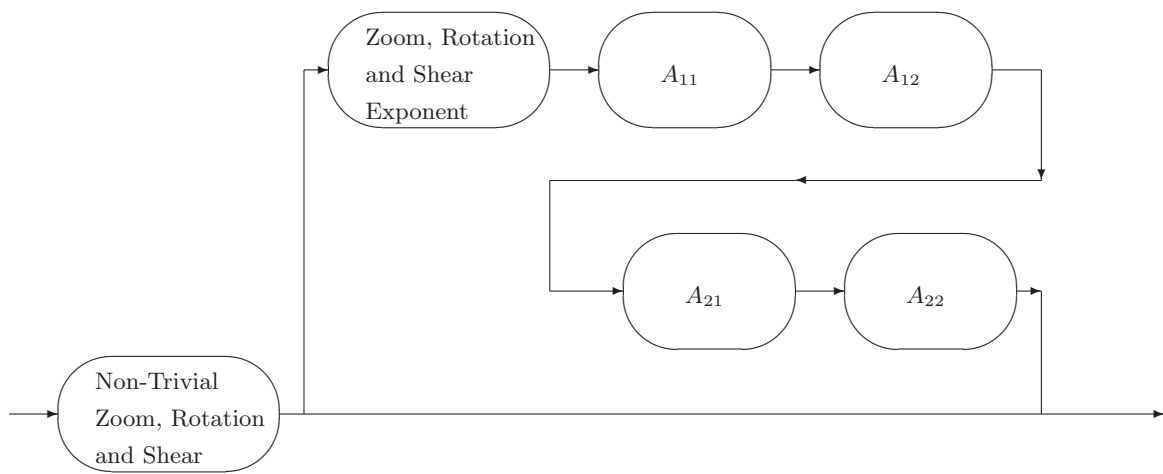 Zoom, Rotation
and Shear
Exponent
A₁₁
A₁₂
A₂₁
A₂₂
Non-Trivial
Zoom, Rotation
and Shear